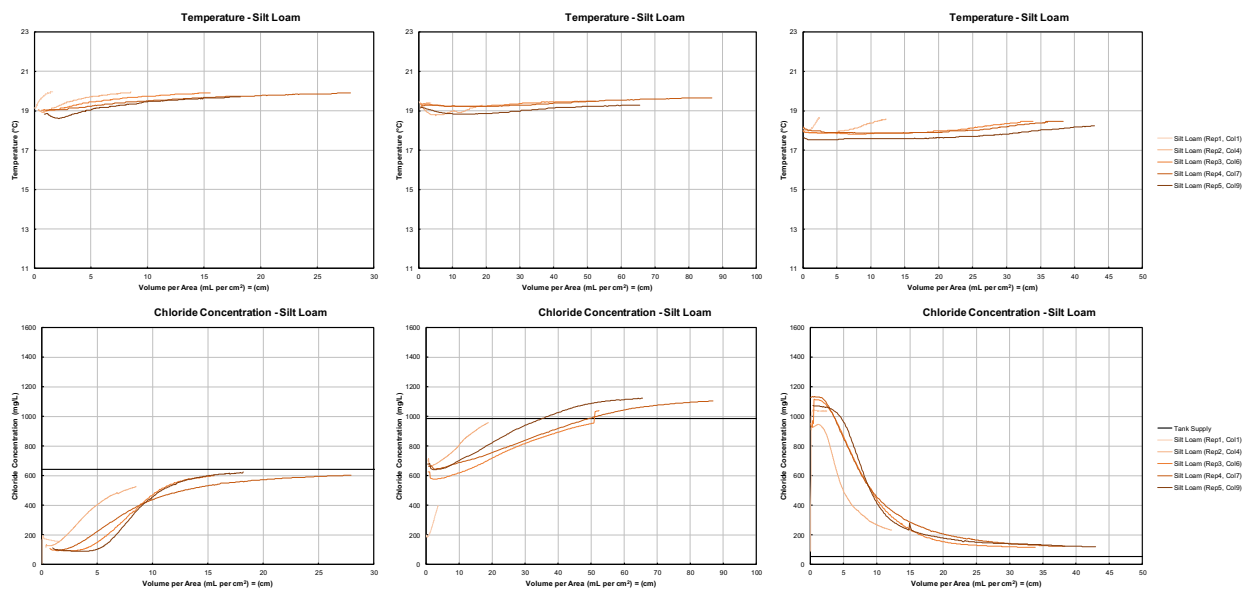 Temperature - Silt Loam
23
21
19
17
15
13
11
Temperature (°C)
0 5 10 15 20 25 30
Volume per Area (mL per cm²) = (cm)
Temperature - Silt Loam
23
21
19
17
15
13
11
Temperature (°C)
0 10 20 30 40 50 60 70 80 90 100
Volume per Area (mL per cm²) = (cm)
Temperature - Silt Loam
23
21
19
17
15
13
11
Temperature (°C)
0 5 10 15 20 25 30 35 40 45 50
Volume per Area (mL per cm²) = (cm)
Silt Loam (Rep1, Col1)
Silt Loam (Rep2, Col4)
Silt Loam (Rep3, Col6)
Silt Loam (Rep4, Col7)
Silt Loam (Rep5, Col9)
Chloride Concentration - Silt Loam
1600
1400
1200
1000
800
600
400
200
0
Chloride Concentration (mg/L)
0 5 10 15 20 25 30
Volume per Area (mL per cm²) = (cm)
Chloride Concentration - Silt Loam
1600
1400
1200
1000
800
600
400
200
0
Chloride Concentration (mg/L)
0 10 20 30 40 50 60 70 80 90 100
Volume per Area (mL per cm²) = (cm)
Chloride Concentration - Silt Loam
1600
1400
1200
1000
800
600
400
200
0
Chloride Concentration (mg/L)
0 5 10 15 20 25 30 35 40 45 50
Volume per Area (mL per cm²) = (cm)
Tank Supply
Silt Loam (Rep1, Col1)
Silt Loam (Rep2, Col4)
Silt Loam (Rep3, Col6)
Silt Loam (Rep4, Col7)
Silt Loam (Rep5, Col9)